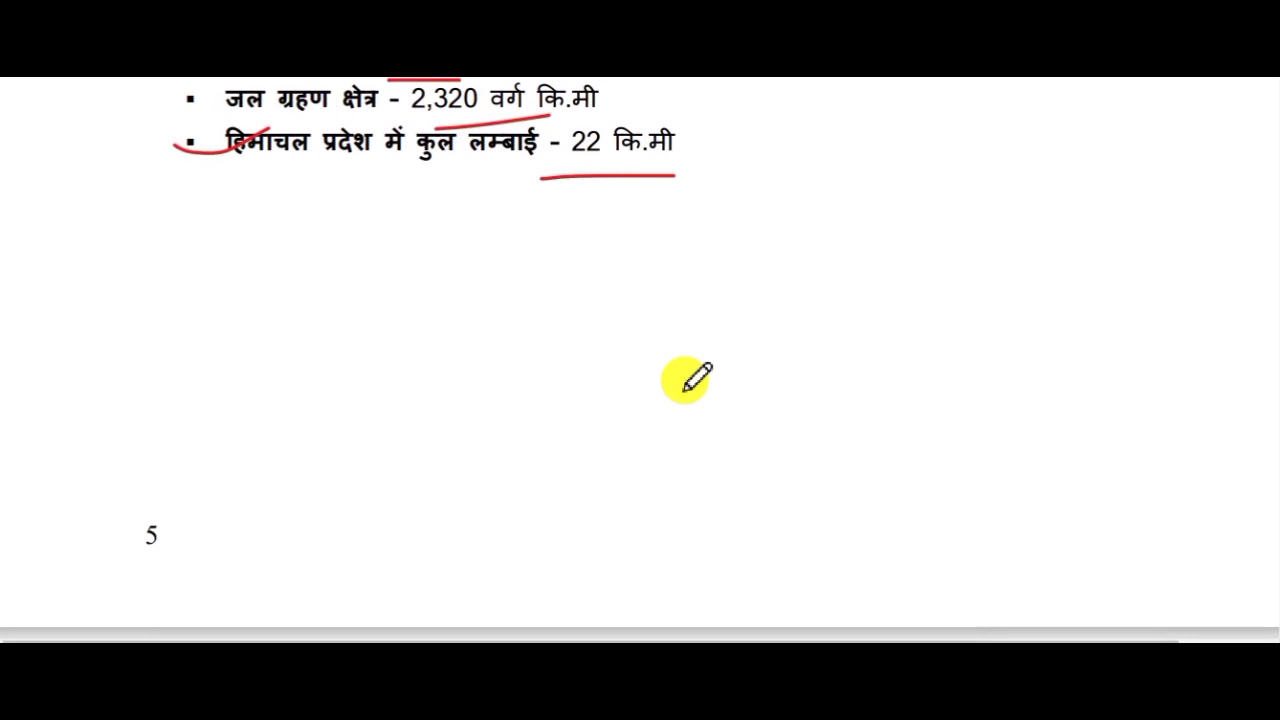 ▪ जल ग्रहण क्षेत्र - 2,320 वर्ग कि.मी
▪ हिमाचल प्रदेश में कुल लम्बाई - 22 कि.मी
5